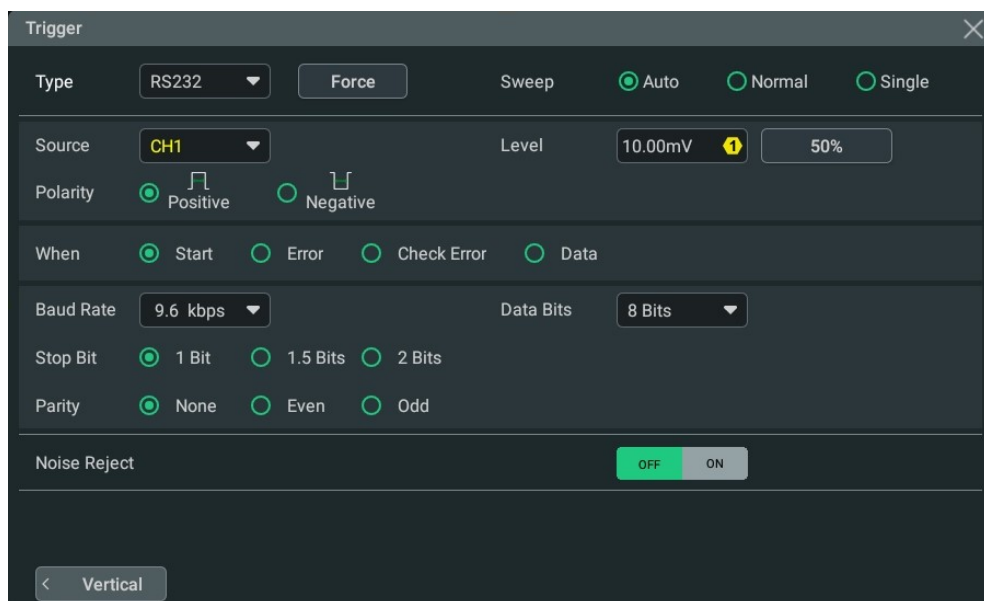 Trigger
Type RS232 Force Sweep Auto Normal Single
Source CH1 Level 10.00mV 1 50%
Polarity Positive Negative
When Start Error Check Error Data
Baud Rate 9.6 kbps Data Bits 8 Bits
Stop Bit 1 Bit 1.5 Bits 2 Bits
Parity None Even Odd
Noise Reject OFF ON
Vertical